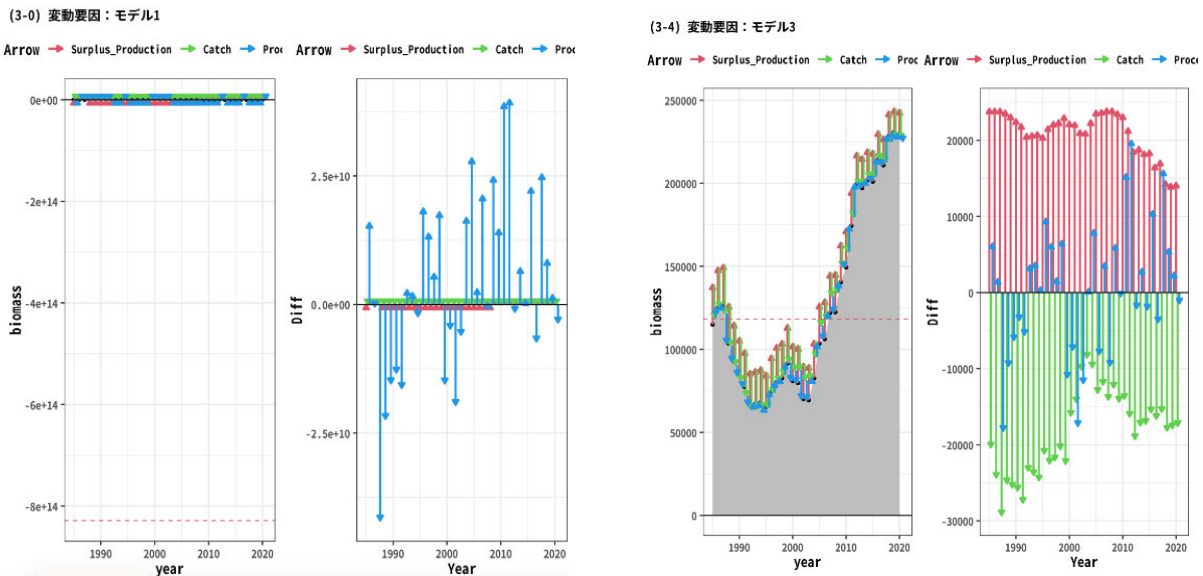 (3-0) 変動要因：モデル1
Arrow Surplus_Production Catch Proc
Arrow Surplus_Production Catch Proc
biomass
0e+00
-2e+14
-4e+14
-6e+14
-8e+14
1990 2000 2010 2020
year
Diff
2.5e+10
0.0e+00
-2.5e+10
1990 2000 2010 2020
Year
(3-4) 変動要因：モデル3
Arrow Surplus_Production Catch Proc
Arrow Surplus_Production Catch Proce
biomass
250000
200000
150000
100000
50000
0
1990 2000 2010 2020
year
Diff
20000
10000
0
-10000
-20000
-30000
1990 2000 2010 2020
Year